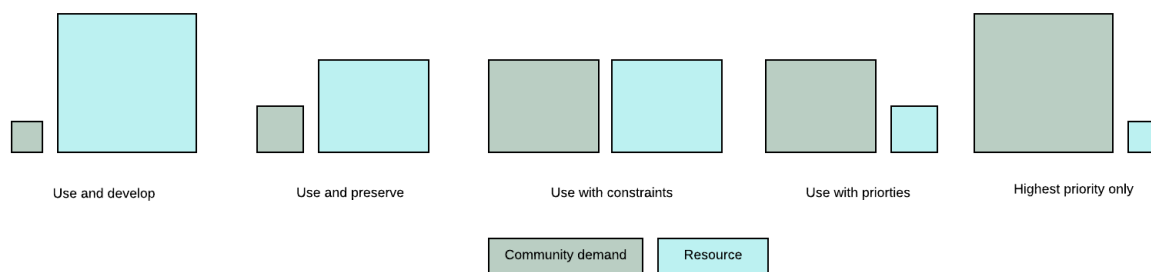 Use and develop
Use and preserve
Use with constraints
Use with priorties
Highest priority only
Community demand
Resource